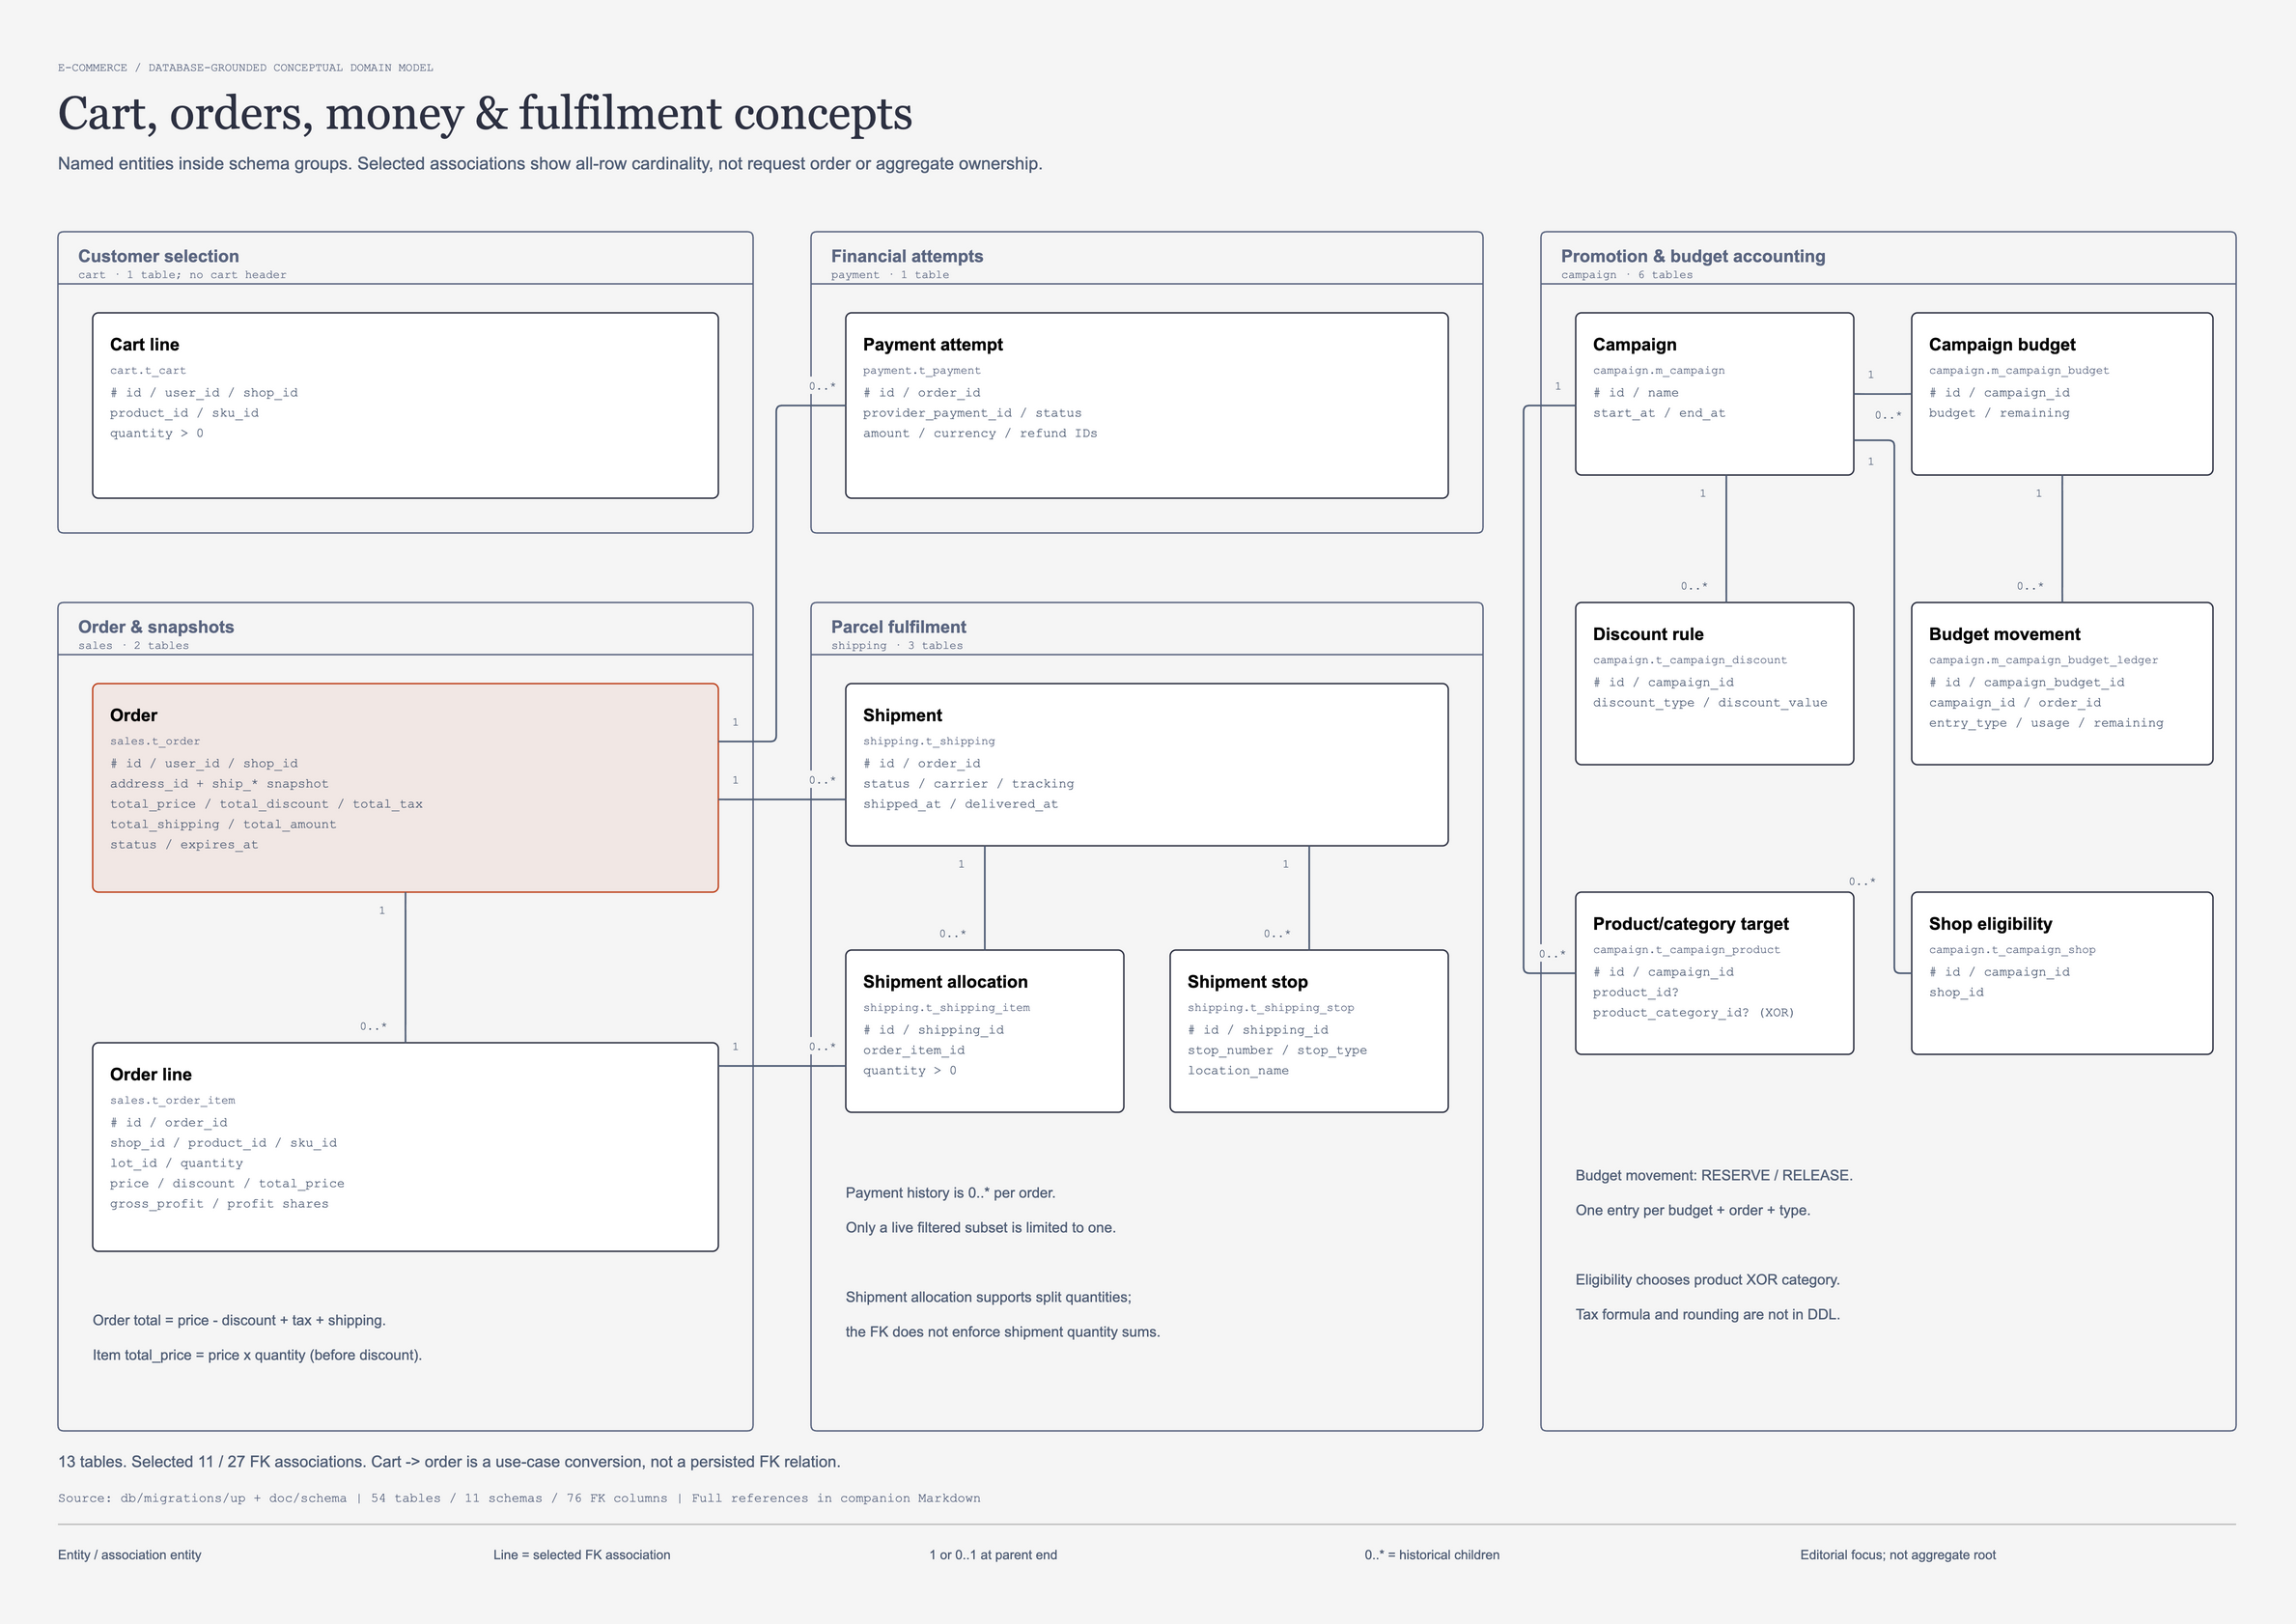 E-COMMERCE / DATABASE-GROUNDED CONCEPTUAL DOMAIN MODEL
Cart, orders, money & fulfilment concepts
Named entities inside schema groups. Selected associations show all-row cardinality, not request order or aggregate ownership.
Customer selection
cart · 1 table; no cart header
Cart line
cart.t_cart
# id / user_id / shop_id
product_id / sku_id
quantity > 0
Financial attempts
payment · 1 table
Payment attempt
payment.t_payment
# id / order_id
provider_payment_id / status
amount / currency / refund IDs
0..*
Promotion & budget accounting
campaign · 6 tables
Campaign
campaign.m_campaign
# id / name
start_at / end_at
1
1
0..*
1
Campaign budget
campaign.m_campaign_budget
# id / campaign_id
budget / remaining
1
1
0..*
0..*
Discount rule
campaign.t_campaign_discount
# id / campaign_id
discount_type / discount_value
Budget movement
campaign.m_campaign_budget_ledger
# id / campaign_budget_id
campaign_id / order_id
entry_type / usage / remaining
0..*
0..*
Product/category target
campaign.t_campaign_product
# id / campaign_id
product_id?
product_category_id? (XOR)
Shop eligibility
campaign.t_campaign_shop
# id / campaign_id
shop_id
Budget movement: RESERVE / RELEASE.
One entry per budget + order + type.
Eligibility chooses product XOR category.
Tax formula and rounding are not in DDL.
Order & snapshots
sales · 2 tables
Order
sales.t_order
# id / user_id / shop_id
address_id + ship_* snapshot
total_price / total_discount / total_tax
total_shipping / total_amount
status / expires_at
1
1
0..*
1
0..*
Order line
sales.t_order_item
# id / order_id
shop_id / product_id / sku_id
lot_id / quantity
price / discount / total_price
gross_profit / profit shares
1
0..*
Order total = price - discount + tax + shipping.
Item total_price = price x quantity (before discount).
Parcel fulfilment
shipping · 3 tables
Shipment
shipping.t_shipping
# id / order_id
status / carrier / tracking
shipped_at / delivered_at
1
1
0..*
0..*
Shipment allocation
shipping.t_shipping_item
# id / shipping_id
order_item_id
quantity > 0
Shipment stop
shipping.t_shipping_stop
# id / shipping_id
stop_number / stop_type
location_name
Payment history is 0..* per order.
Only a live filtered subset is limited to one.
Shipment allocation supports split quantities;
the FK does not enforce shipment quantity sums.
13 tables. Selected 11 / 27 FK associations. Cart -> order is a use-case conversion, not a persisted FK relation.
Source: db/migrations/up + doc/schema | 54 tables / 11 schemas / 76 FK columns | Full references in companion Markdown
Entity / association entity
Line = selected FK association
1 or 0..1 at parent end
0..* = historical children
Editorial focus; not aggregate root